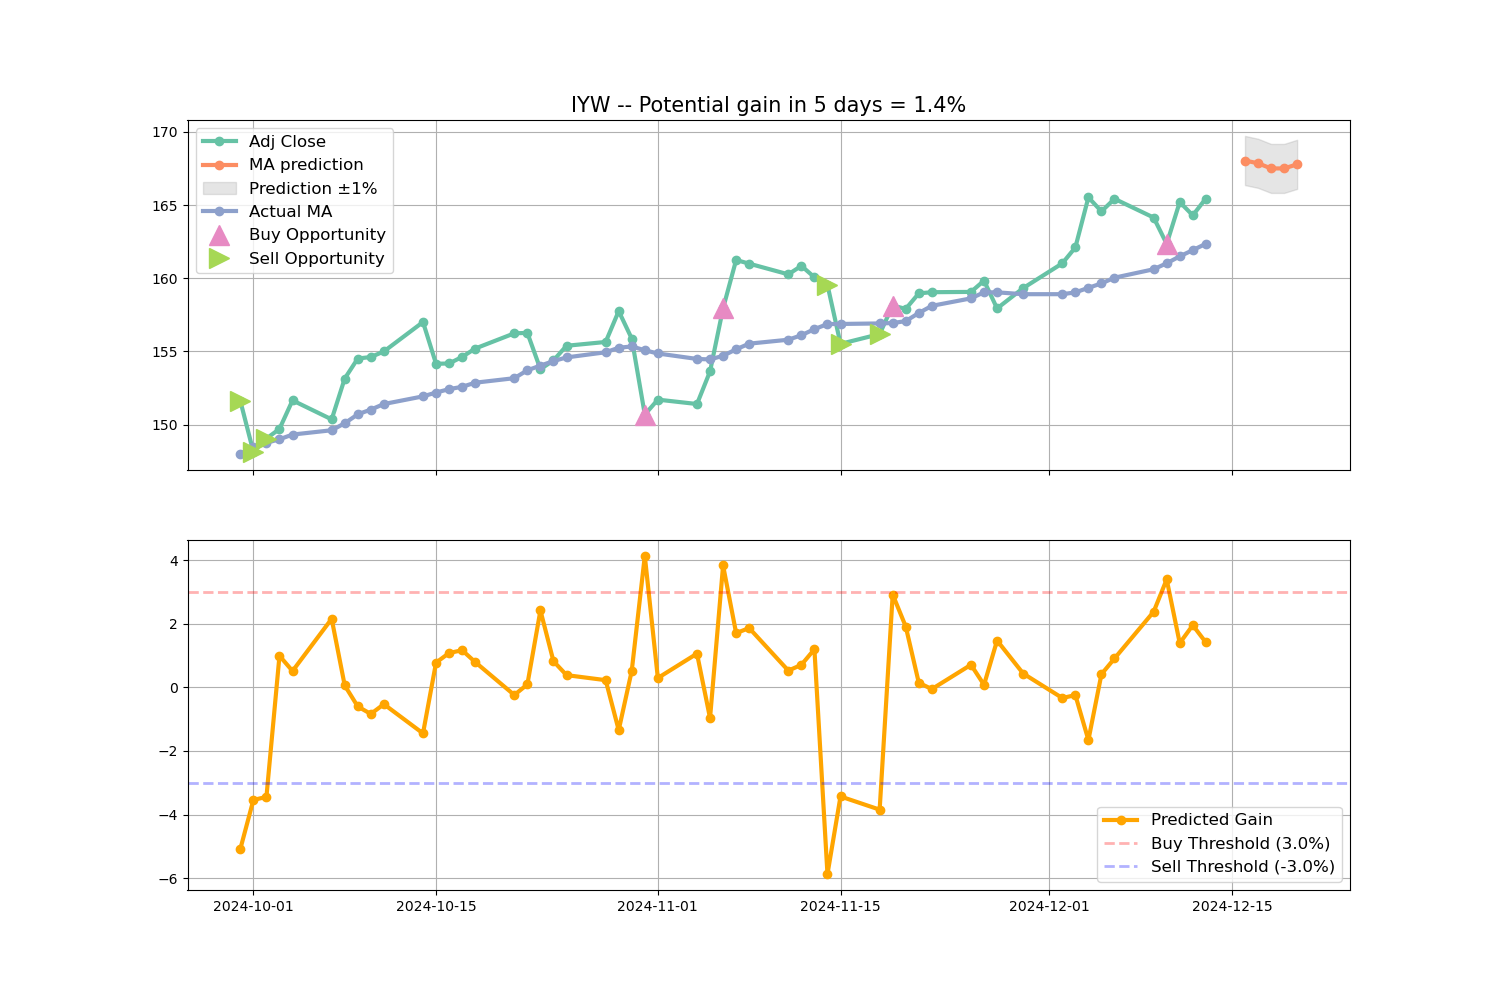 IYW -- Potential gain in 5 days = 1.4%
170
165
160
155
150
Adj Close
MA prediction
Prediction ±1%
Actual MA
Buy Opportunity
Sell Opportunity
4
2
0
−2
−4
−6
Predicted Gain
Buy Threshold (3.0%)
Sell Threshold (-3.0%)
2024-10-01 2024-10-15 2024-11-01 2024-11-15 2024-12-01 2024-12-15